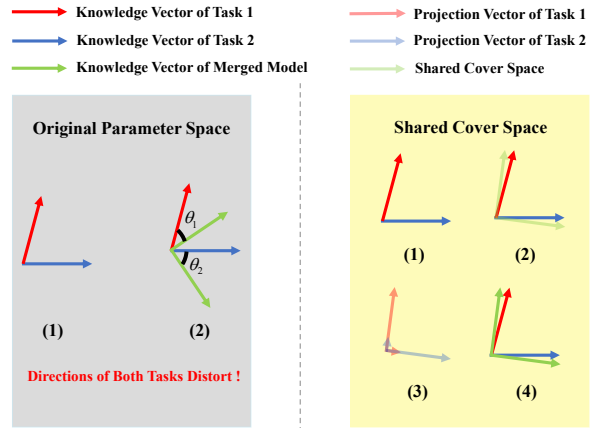 Knowledge Vector of Task 1
Knowledge Vector of Task 2
Knowledge Vector of Merged Model
Projection Vector of Task 1
Projection Vector of Task 2
Shared Cover Space
Original Parameter Space
θ1
θ2
(1)
(2)
Directions of Both Tasks Distort !
Shared Cover Space
(1)
(2)
(3)
(4)